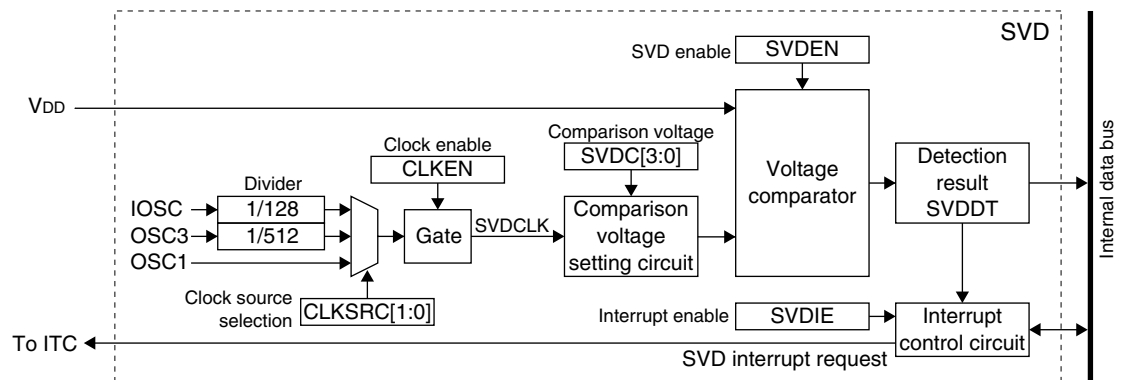 SVD
SVD enable
SVDEN
VDD
Clock enable
CLKEN
Comparison voltage
SVDC[3:0]
Voltage
comparator
Detection
result
SVDDT
Divider
IOSC
1/128
OSC3
1/512
OSC1
Gate
SVDCLK
Comparison
voltage
setting circuit
Clock source
selection
CLKSRC[1:0]
Interrupt enable
SVDIE
Interrupt
control circuit
To ITC
SVD interrupt request
Internal data bus